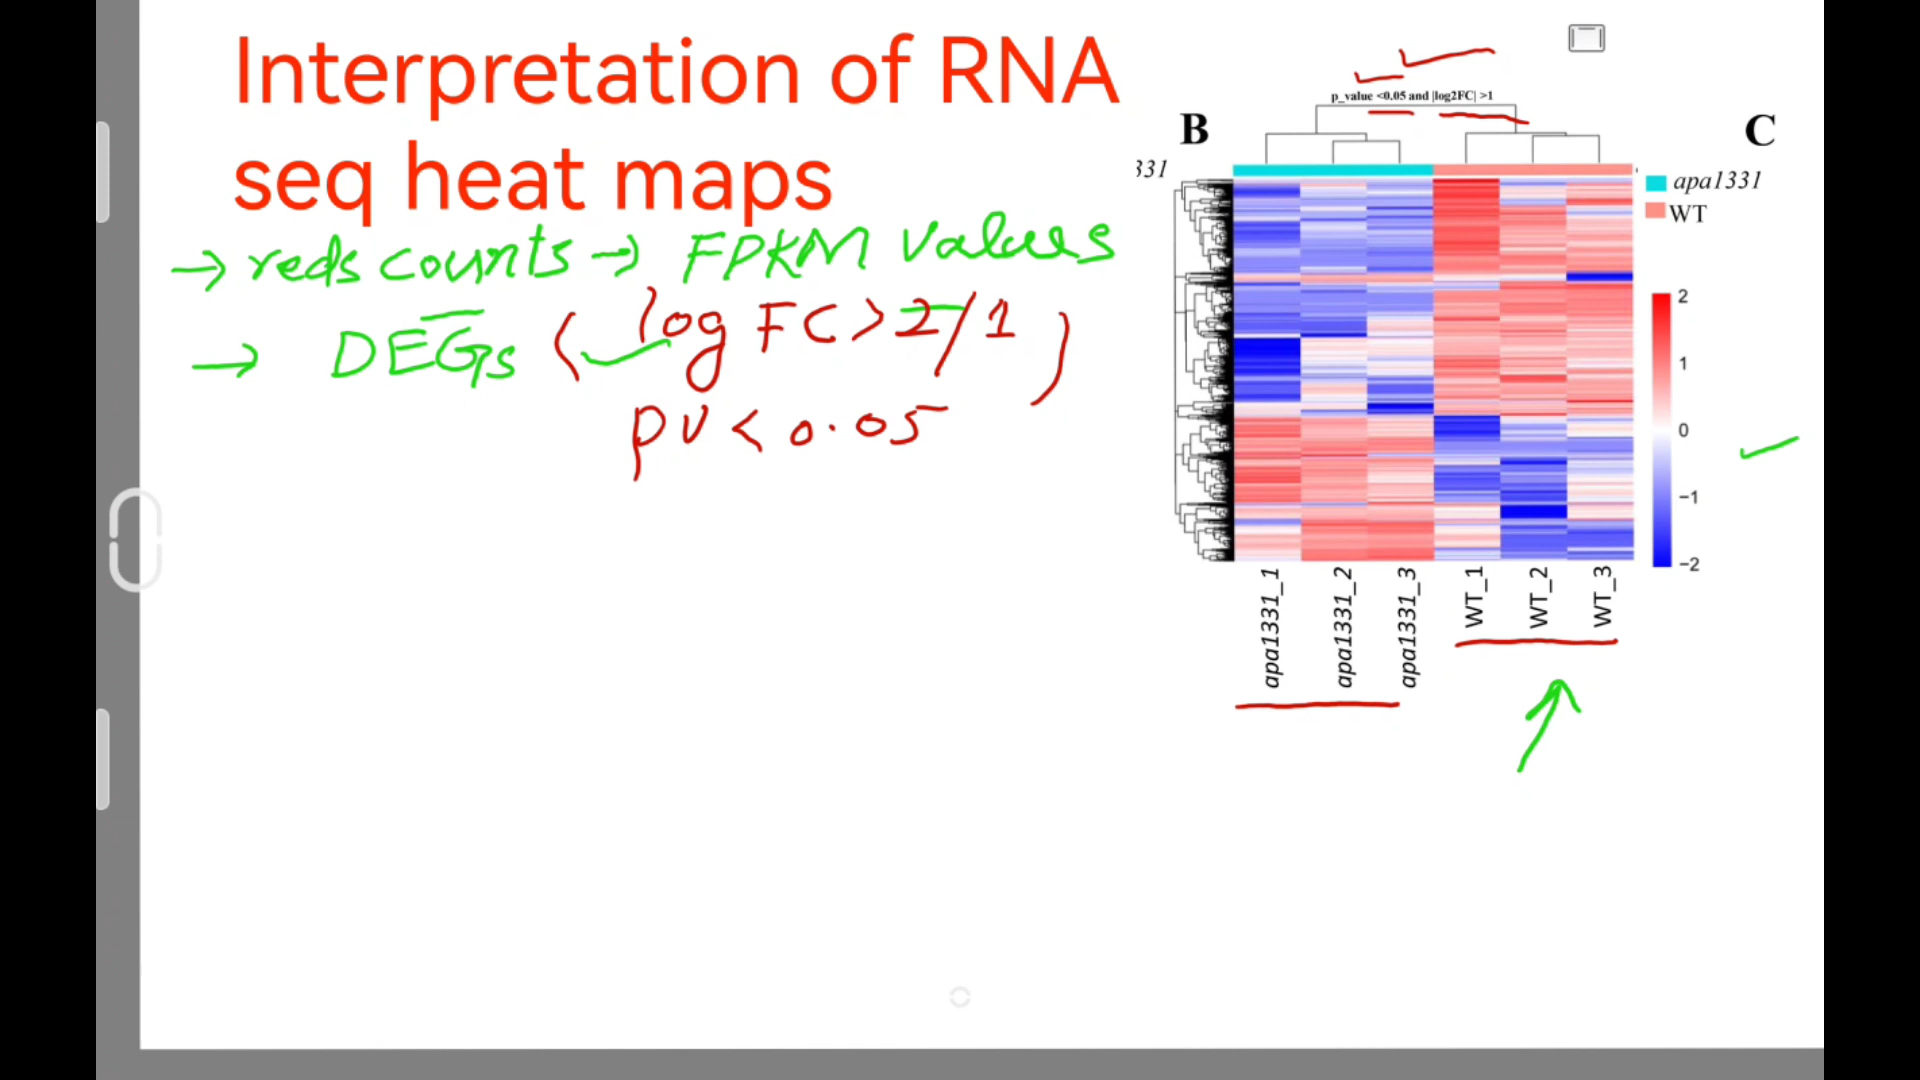 Interpretation of RNA
seq heat maps
→ reds counts → FPKM Values
→ DEGs ( log FC > 2/1 )
PV < 0.05
p_value <0.05 and |log2FC| >1
B
C
331
apa1331
WT
2
1
0
−1
−2
apa1331_1
apa1331_2
apa1331_3
WT_1
WT_2
WT_3